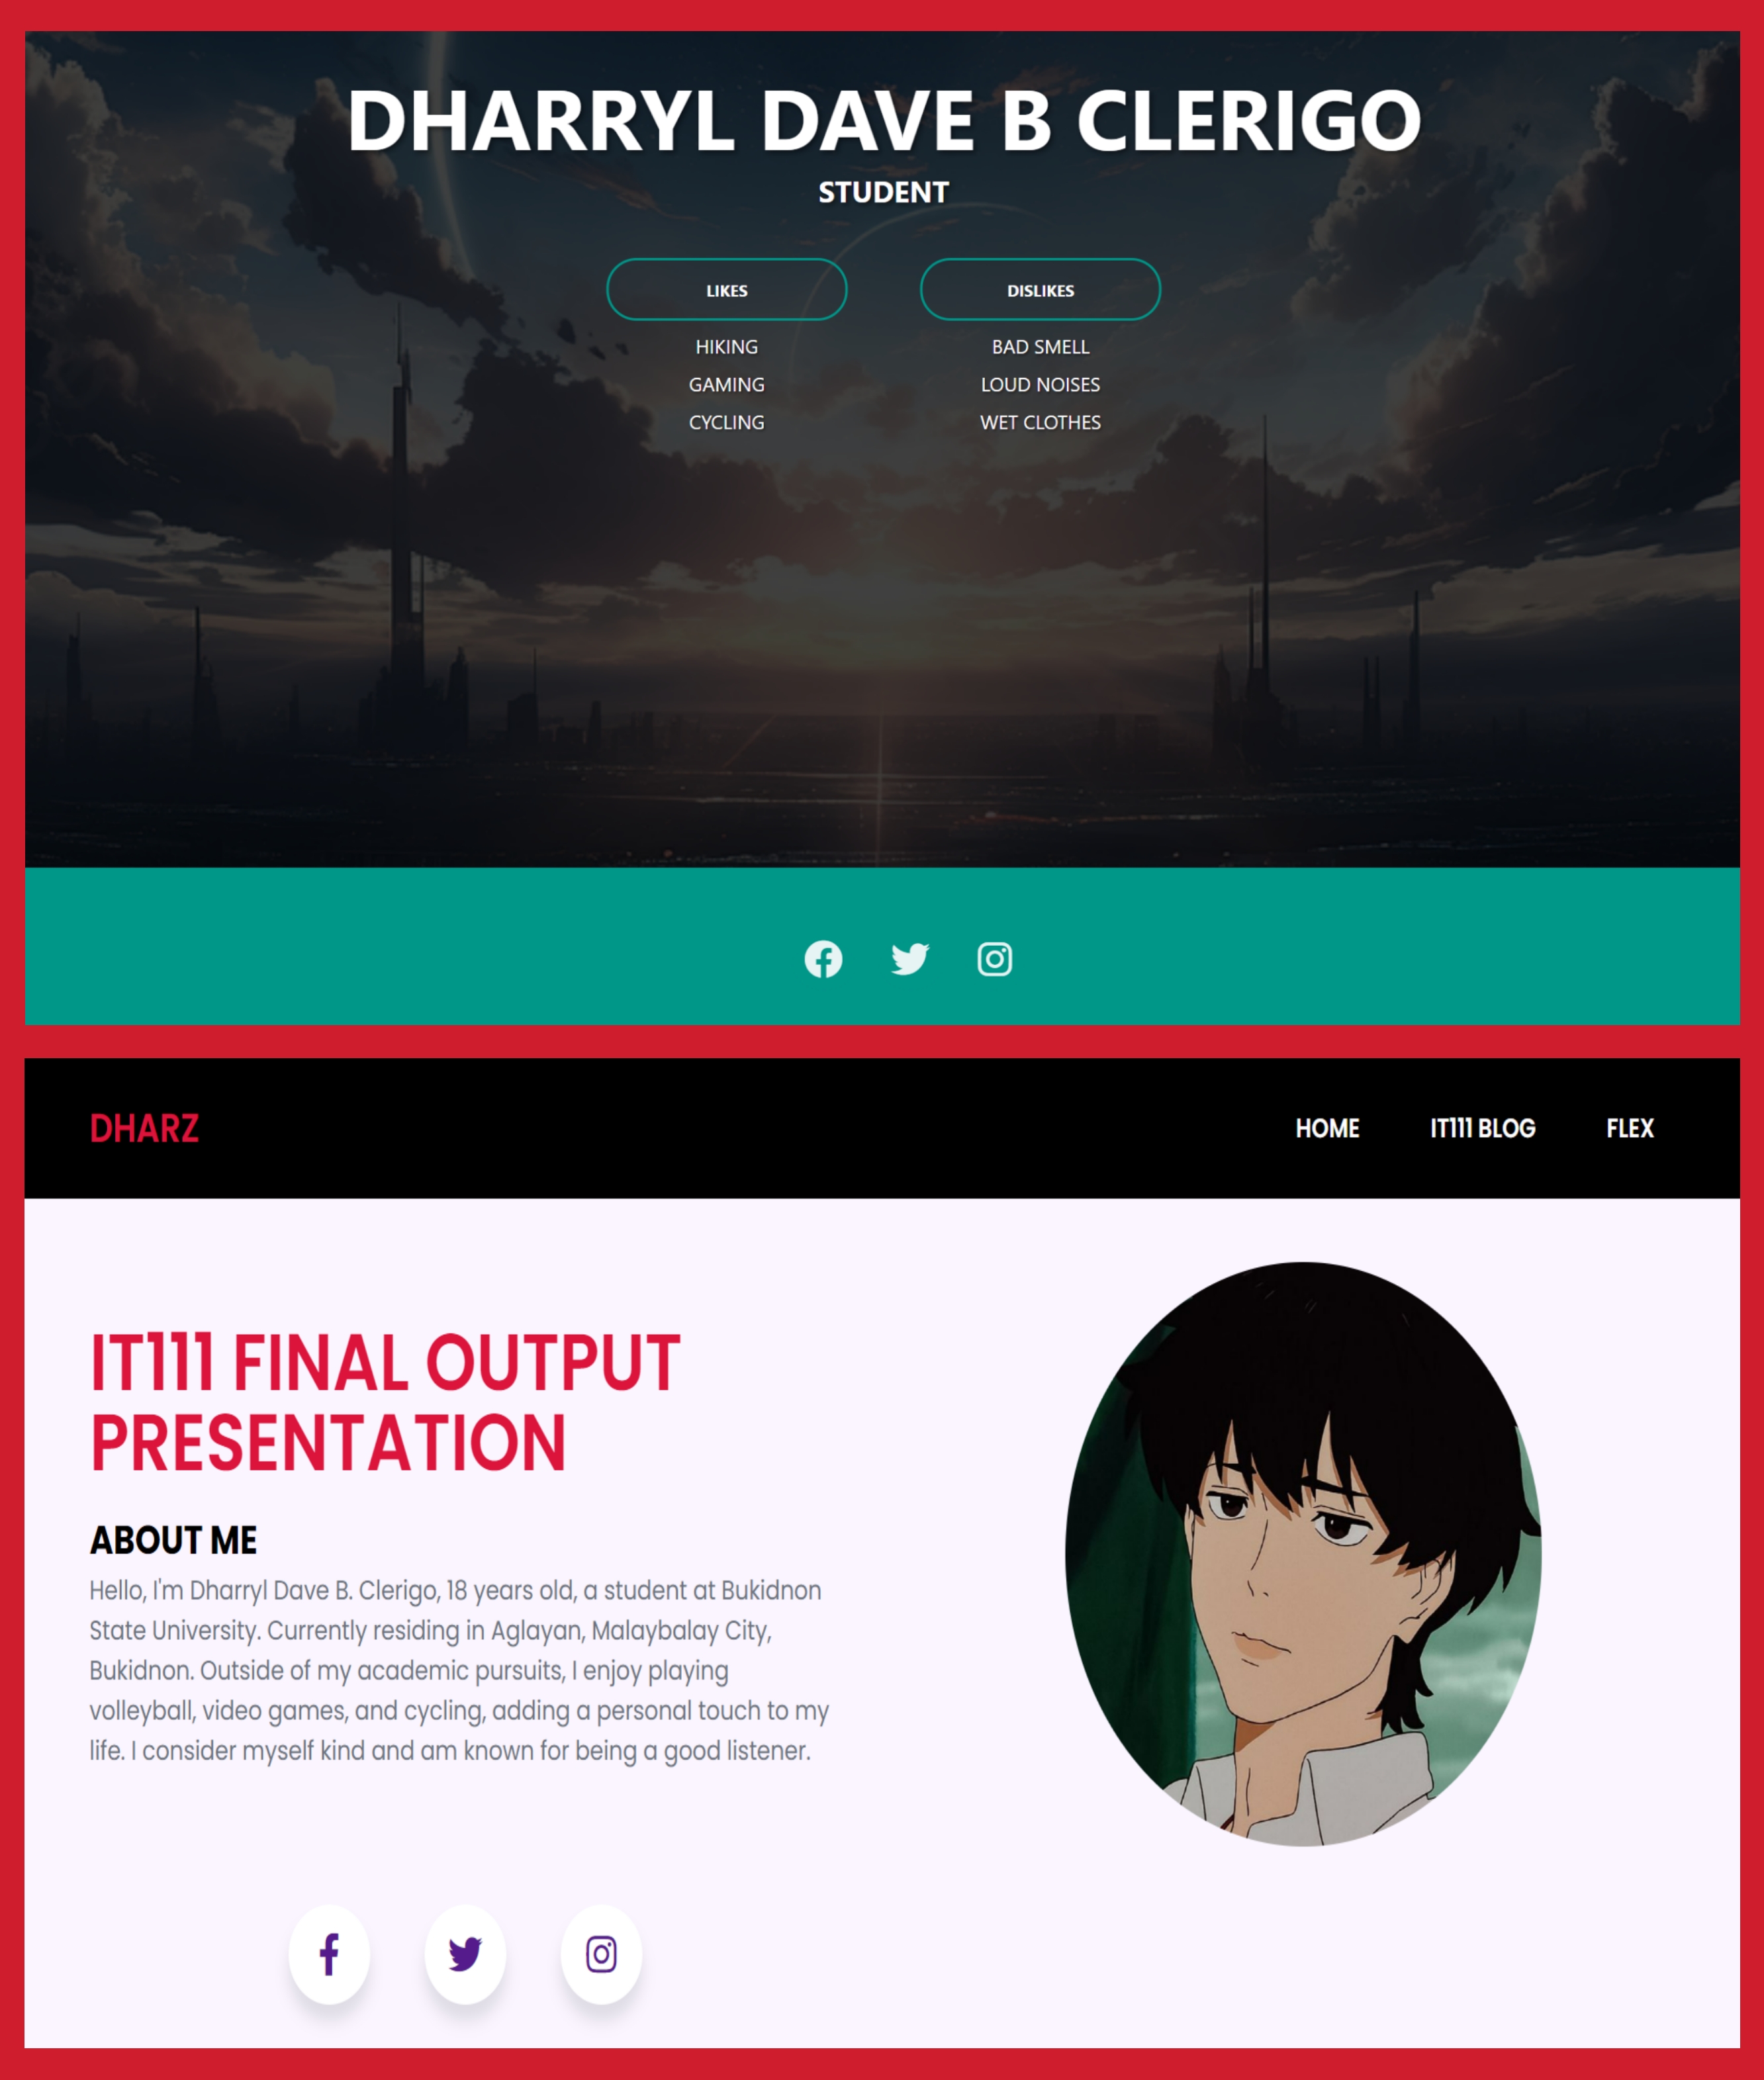 DHARRYL DAVE B CLERIGO
STUDENT
LIKES
HIKING
GAMING
CYCLING
DISLIKES
BAD SMELL
LOUD NOISES
WET CLOTHES
DHARZ
HOME IT111 BLOG FLEX
IT111 FINAL OUTPUT
PRESENTATION
ABOUT ME
Hello, I'm Dharryl Dave B. Clerigo, 18 years old, a student at Bukidnon
State University. Currently residing in Aglayan, Malaybalay City,
Bukidnon. Outside of my academic pursuits, I enjoy playing
volleyball, video games, and cycling, adding a personal touch to my
life. I consider myself kind and am known for being a good listener.